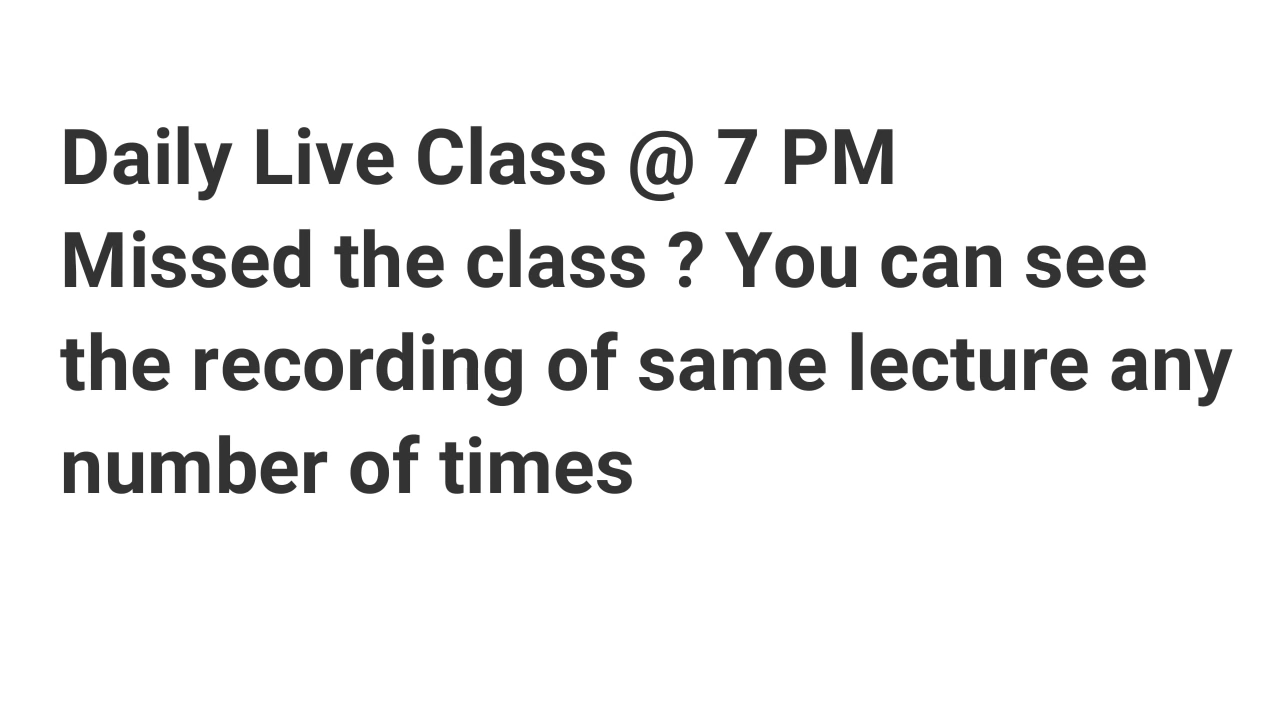 Daily Live Class @ 7 PM
Missed the class ? You can see
the recording of same lecture any
number of times